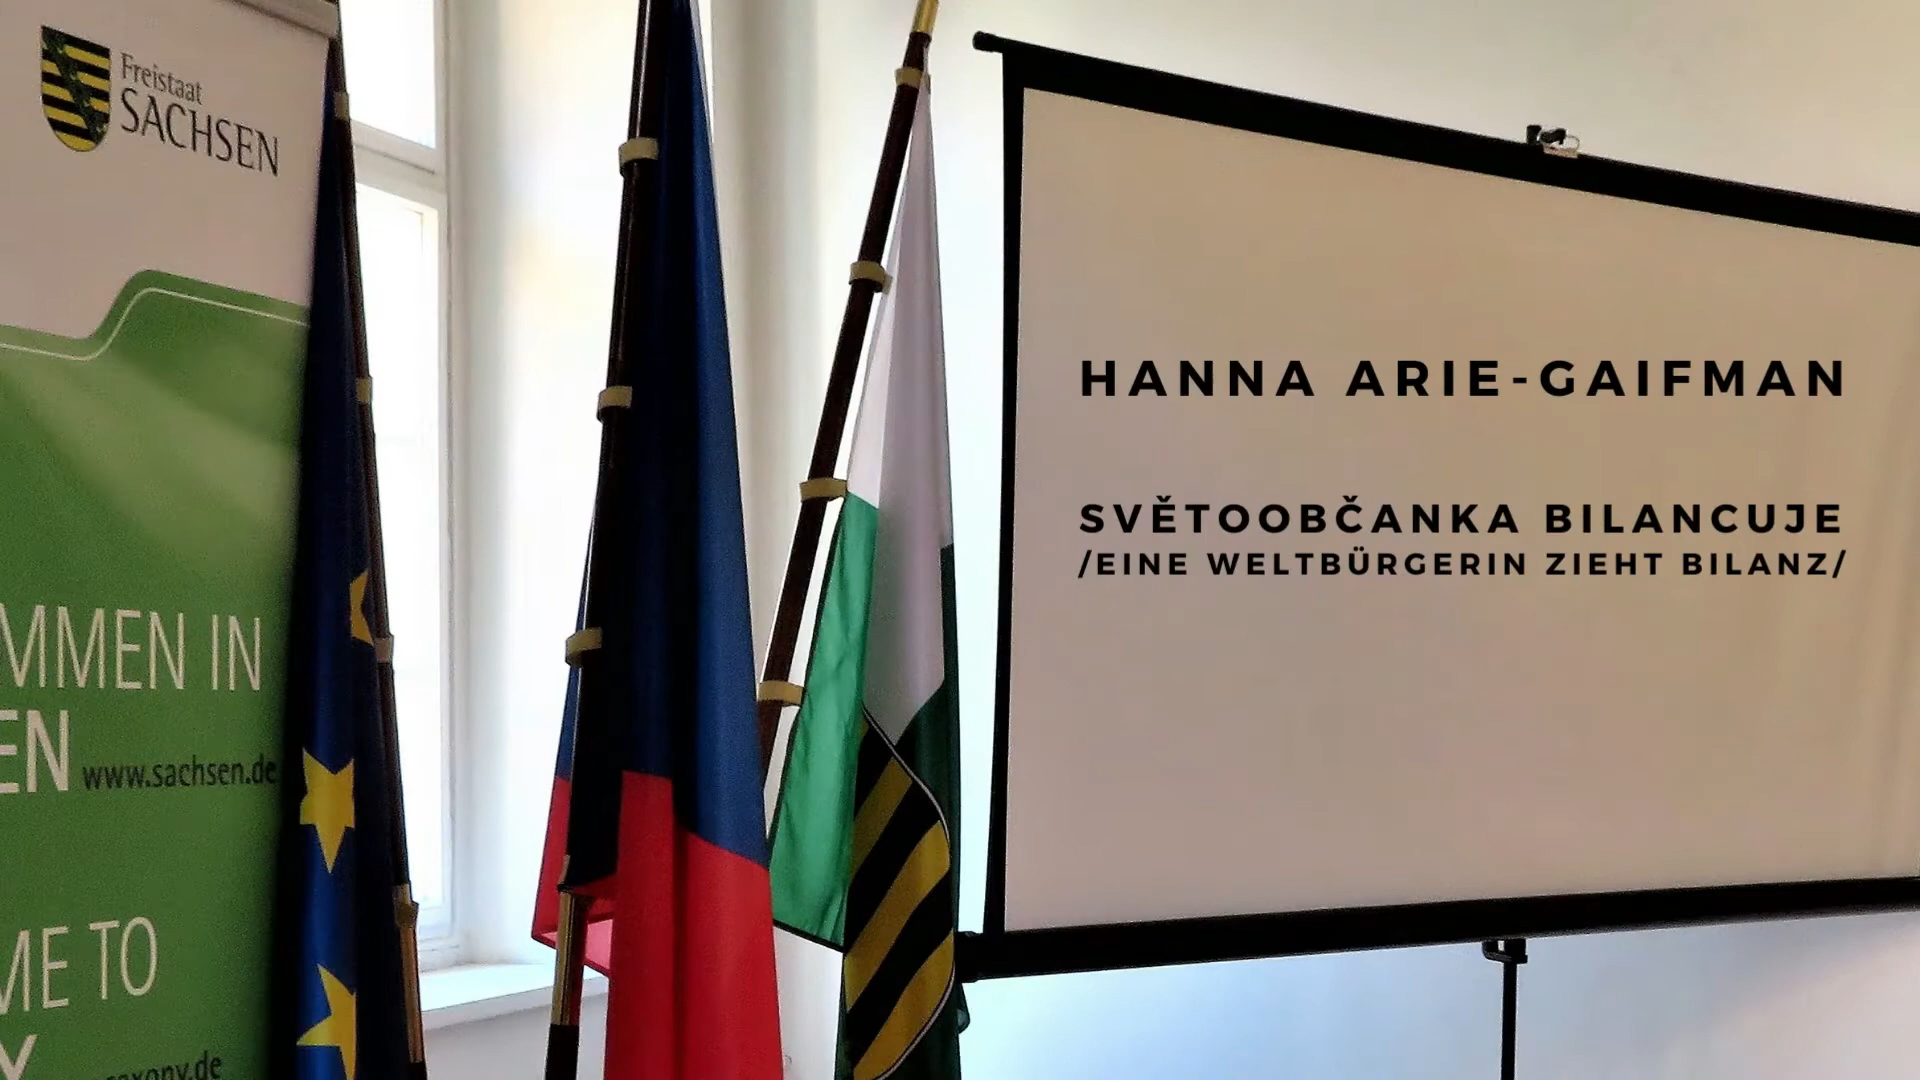 Freistaat
SACHSEN
MMEN IN
EN www.sachsen.de
ME TO
HANNA ARIE-GAIFMAN
SVĚTOOBČANKA BILANCUJE
/EINE WELTBÜRGERIN ZIEHT BILANZ/